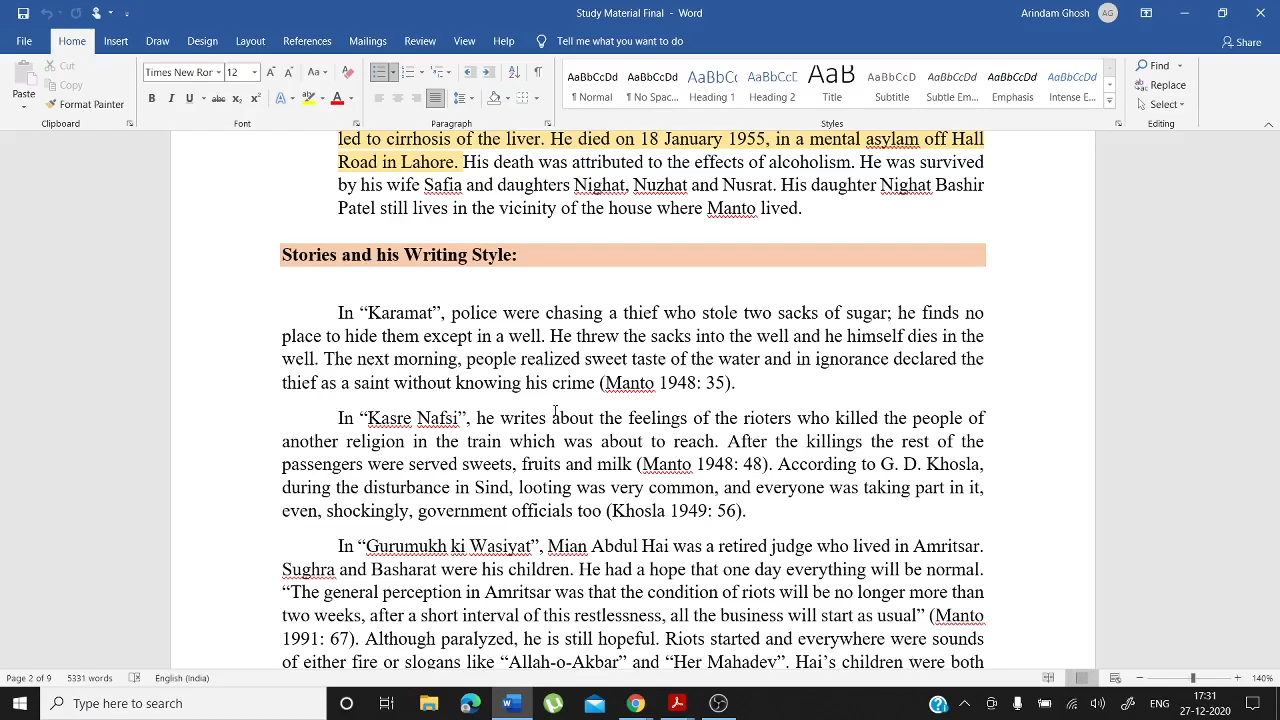 Study Material Final - Word
Arindam Ghosh AG
File Home Insert Draw Design Layout References Mailings Review View Help Tell me what you want to do Share
Paste
Cut
Copy
Format Painter
Clipboard
Times New Ror 12
Font
Paragraph
AaBbCcDd ¶ Normal
AaBbCcDd ¶ No Spac...
AaBbC( Heading 1
AaBbCcC Heading 2
AaB Title
AaBbCcD Subtitle
AaBbCcDd Subtle Em...
AaBbCcDd Emphasis
AaBbCcDd Intense E...
Styles
Find
Replace
Select
Editing
led to cirrhosis of the liver. He died on 18 January 1955, in a mental asylam off Hall
Road in Lahore. His death was attributed to the effects of alcoholism. He was survived
by his wife Safia and daughters Nighat, Nuzhat and Nusrat. His daughter Nighat Bashir
Patel still lives in the vicinity of the house where Manto lived.
Stories and his Writing Style:
In “Karamat”, police were chasing a thief who stole two sacks of sugar; he finds no
place to hide them except in a well. He threw the sacks into the well and he himself dies in the
well. The next morning, people realized sweet taste of the water and in ignorance declared the
thief as a saint without knowing his crime (Manto 1948: 35).
In “Kasre Nafsi”, he writes about the feelings of the rioters who killed the people of
another religion in the train which was about to reach. After the killings the rest of the
passengers were served sweets, fruits and milk (Manto 1948: 48). According to G. D. Khosla,
during the disturbance in Sind, looting was very common, and everyone was taking part in it,
even, shockingly, government officials too (Khosla 1949: 56).
In “Gurumukh ki Wasiyat”, Mian Abdul Hai was a retired judge who lived in Amritsar.
Sughra and Basharat were his children. He had a hope that one day everything will be normal.
“The general perception in Amritsar was that the condition of riots will be no longer more than
two weeks, after a short interval of this restlessness, all the business will start as usual” (Manto
1991: 67). Although paralyzed, he is still hopeful. Riots started and everywhere were sounds
of either fire or slogans like “Allah-o-Akbar” and “Her Mahadev”. Hai’s children were both
Page 2 of 9 5331 words English (India) 140%
Type here to search
ENG
17:31
27-12-2020